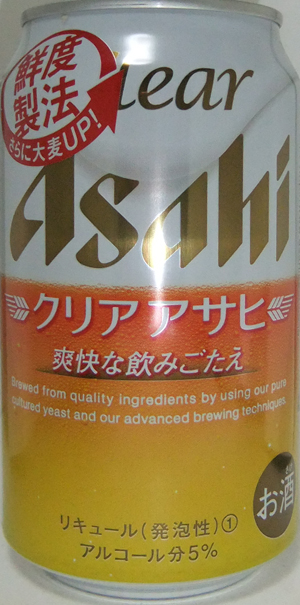 鮮度
製法
さらに大麦UP!
lear
Asahi
クリア アサヒ
爽快な飲みごたえ
Brewed from quality ingredients by using our pure
cultured yeast and our advanced brewing techniques.
お酒
リキュール(発泡性)①
アルコール分5%